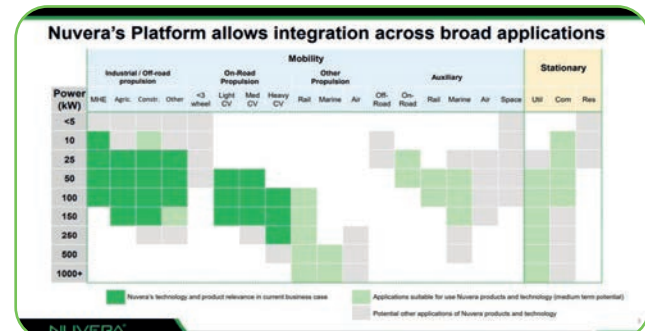 Nuvera's Platform allows integration across broad applications
Mobility
Stationary
Industrial / Off-road propulsion
On-Road Propulsion
Other Propulsion
Auxiliary
Power (kW)
MHE Agric. Constr. Other <3 wheel Light CV Med CV Heavy CV Rail Marine Air Off-Road On-Road Rail Marine Air Space Util Com Res
<5
10
25
50
100
150
250
500
1000+
Nuvera's technology and product relevance in current business case
Applications suitable for use Nuvera products and technology (medium term potential)
Potential other applications of Nuvera products and technology
NUVERA